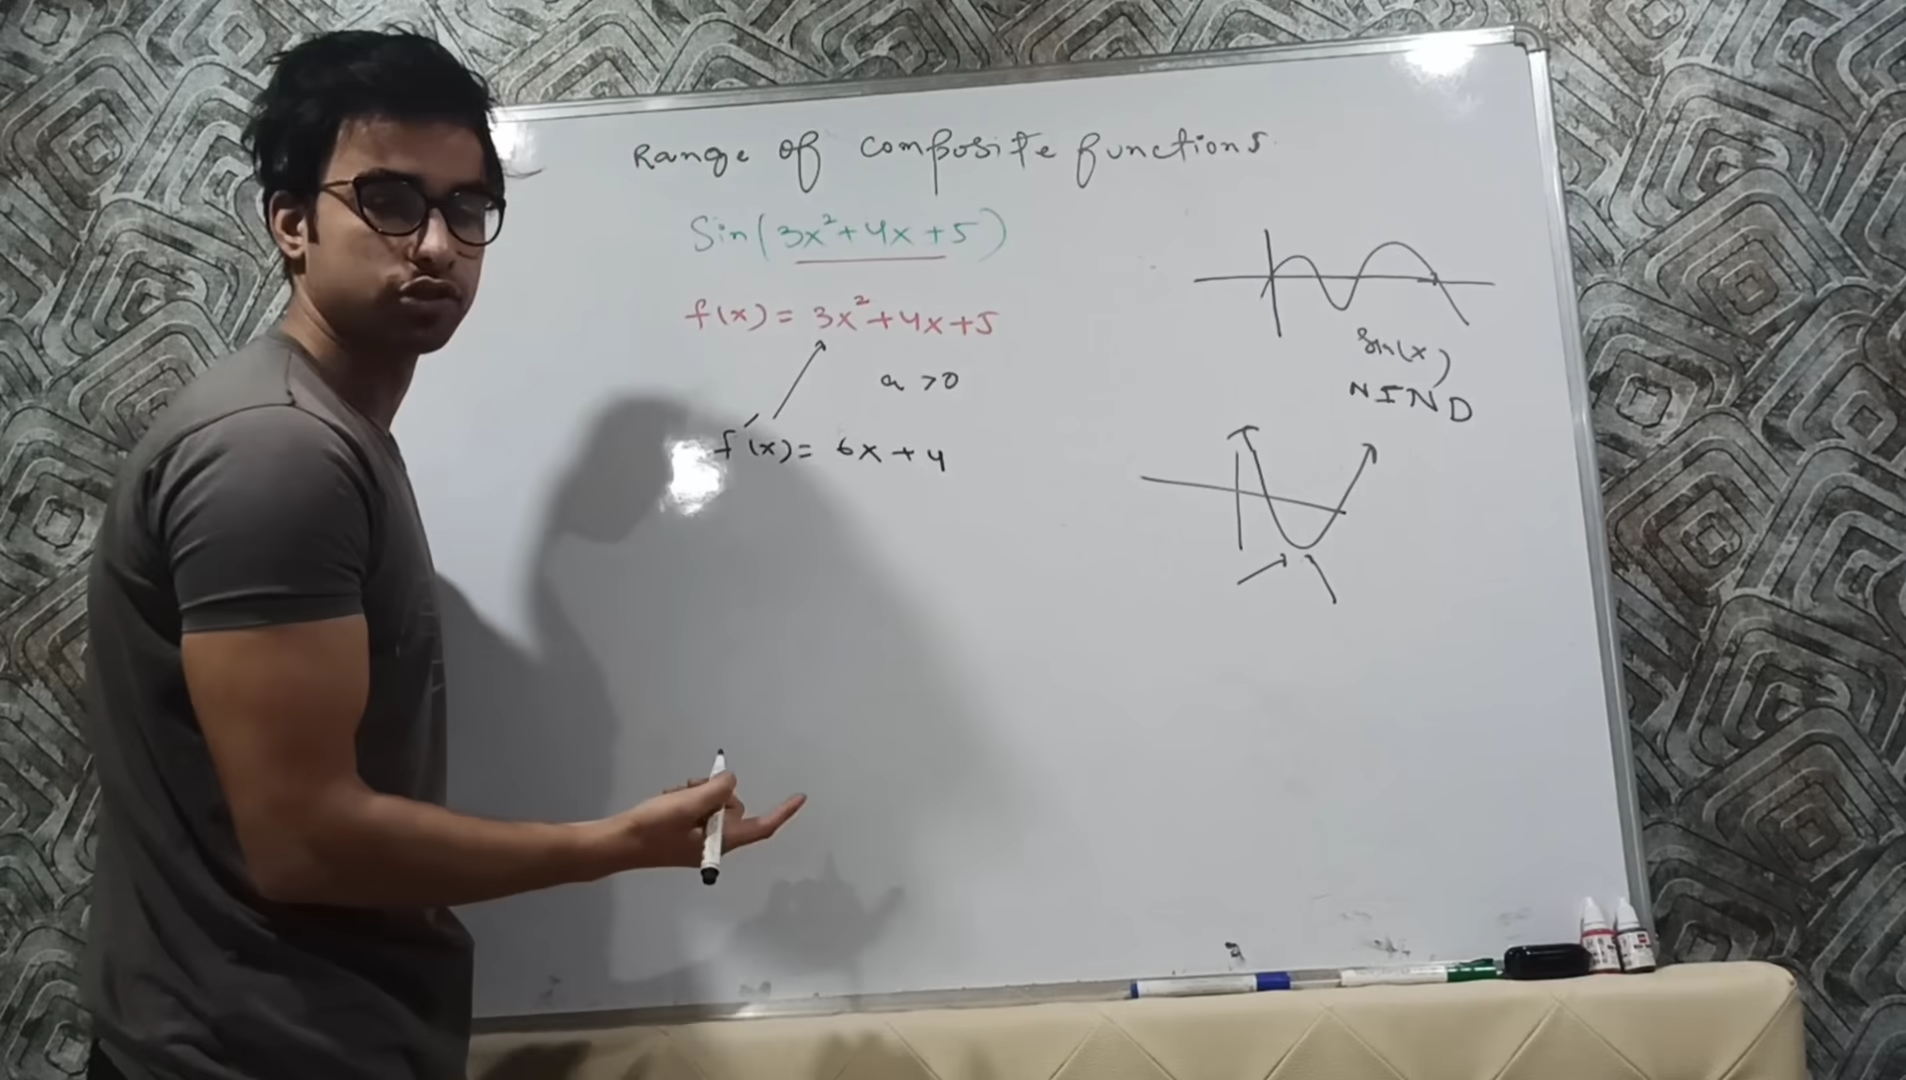 Range of composite functions
Sin(3x²+4x+5)
f(x) = 3x²+4x+5
a >0
f'(x) = 6x+4
Sin(x)
NIND